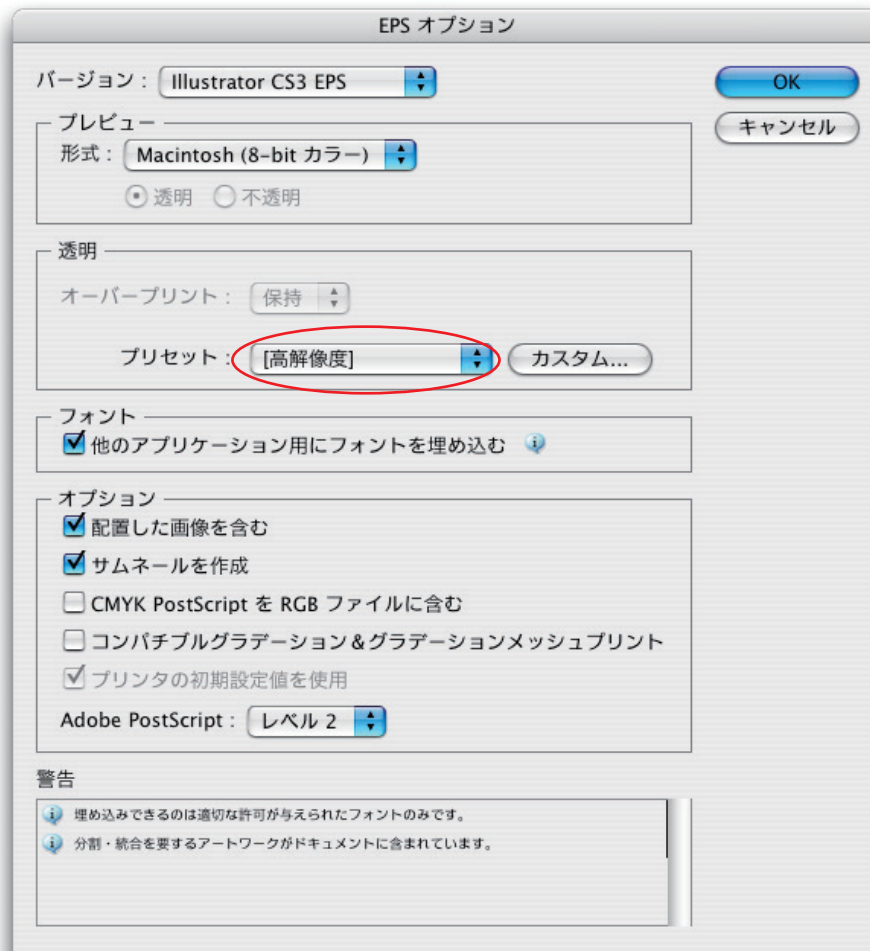 EPS オプション
バージョン： Illustrator CS3 EPS
OK
キャンセル
プレビュー
形式： Macintosh (8-bit カラー)
透明 不透明
透明
オーバープリント： 保持
プリセット： [高解像度] カスタム...
フォント
他のアプリケーション用にフォントを埋め込む
オプション
配置した画像を含む
サムネールを作成
CMYK PostScript を RGB ファイルに含む
コンパチブルグラデーション＆グラデーションメッシュプリント
プリンタの初期設定値を使用
Adobe PostScript： レベル 2
警告
埋め込みできるのは適切な許可が与えられたフォントのみです。
分割・統合を要するアートワークがドキュメントに含まれています。